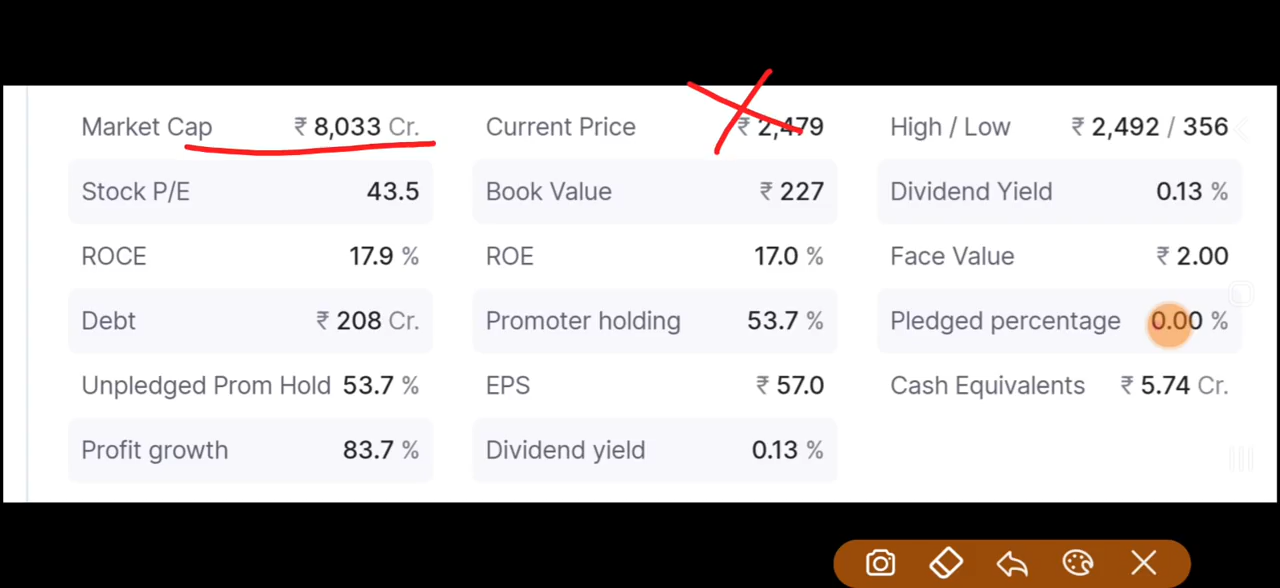 Market Cap ₹ 8,033 Cr. Current Price ₹ 2,479 High / Low ₹ 2,492 / 356
Stock P/E 43.5 Book Value ₹ 227 Dividend Yield 0.13 %
ROCE 17.9 % ROE 17.0 % Face Value ₹ 2.00
Debt ₹ 208 Cr. Promoter holding 53.7 % Pledged percentage 0.00 %
Unpledged Prom Hold 53.7 % EPS ₹ 57.0 Cash Equivalents ₹ 5.74 Cr.
Profit growth 83.7 % Dividend yield 0.13 %